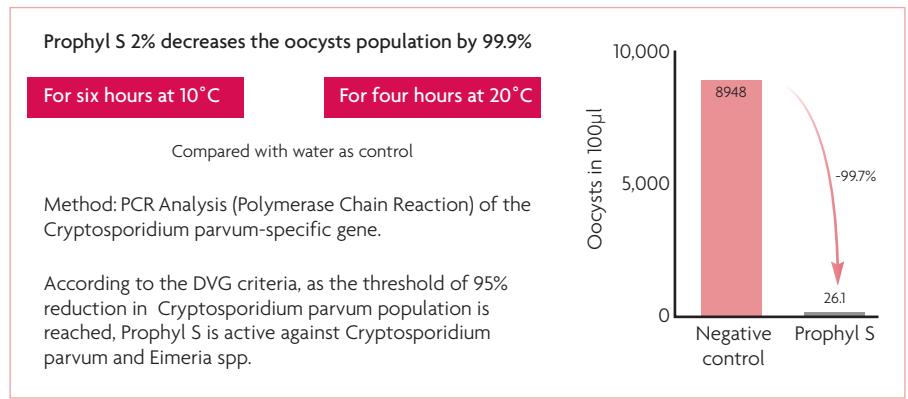 Prophyl S 2% decreases the oocysts population by 99.9%
For six hours at 10˚C
For four hours at 20˚C
Compared with water as control
Method: PCR Analysis (Polymerase Chain Reaction) of the
Cryptosporidium parvum-specific gene.
According to the DVG criteria, as the threshold of 95%
reduction in Cryptosporidium parvum population is
reached, Prophyl S is active against Cryptosporidium
parvum and Eimeria spp.
Oocysts in 100µl
10,000
5,000
0
8948
-99.7%
26.1
Negative
control
Prophyl S